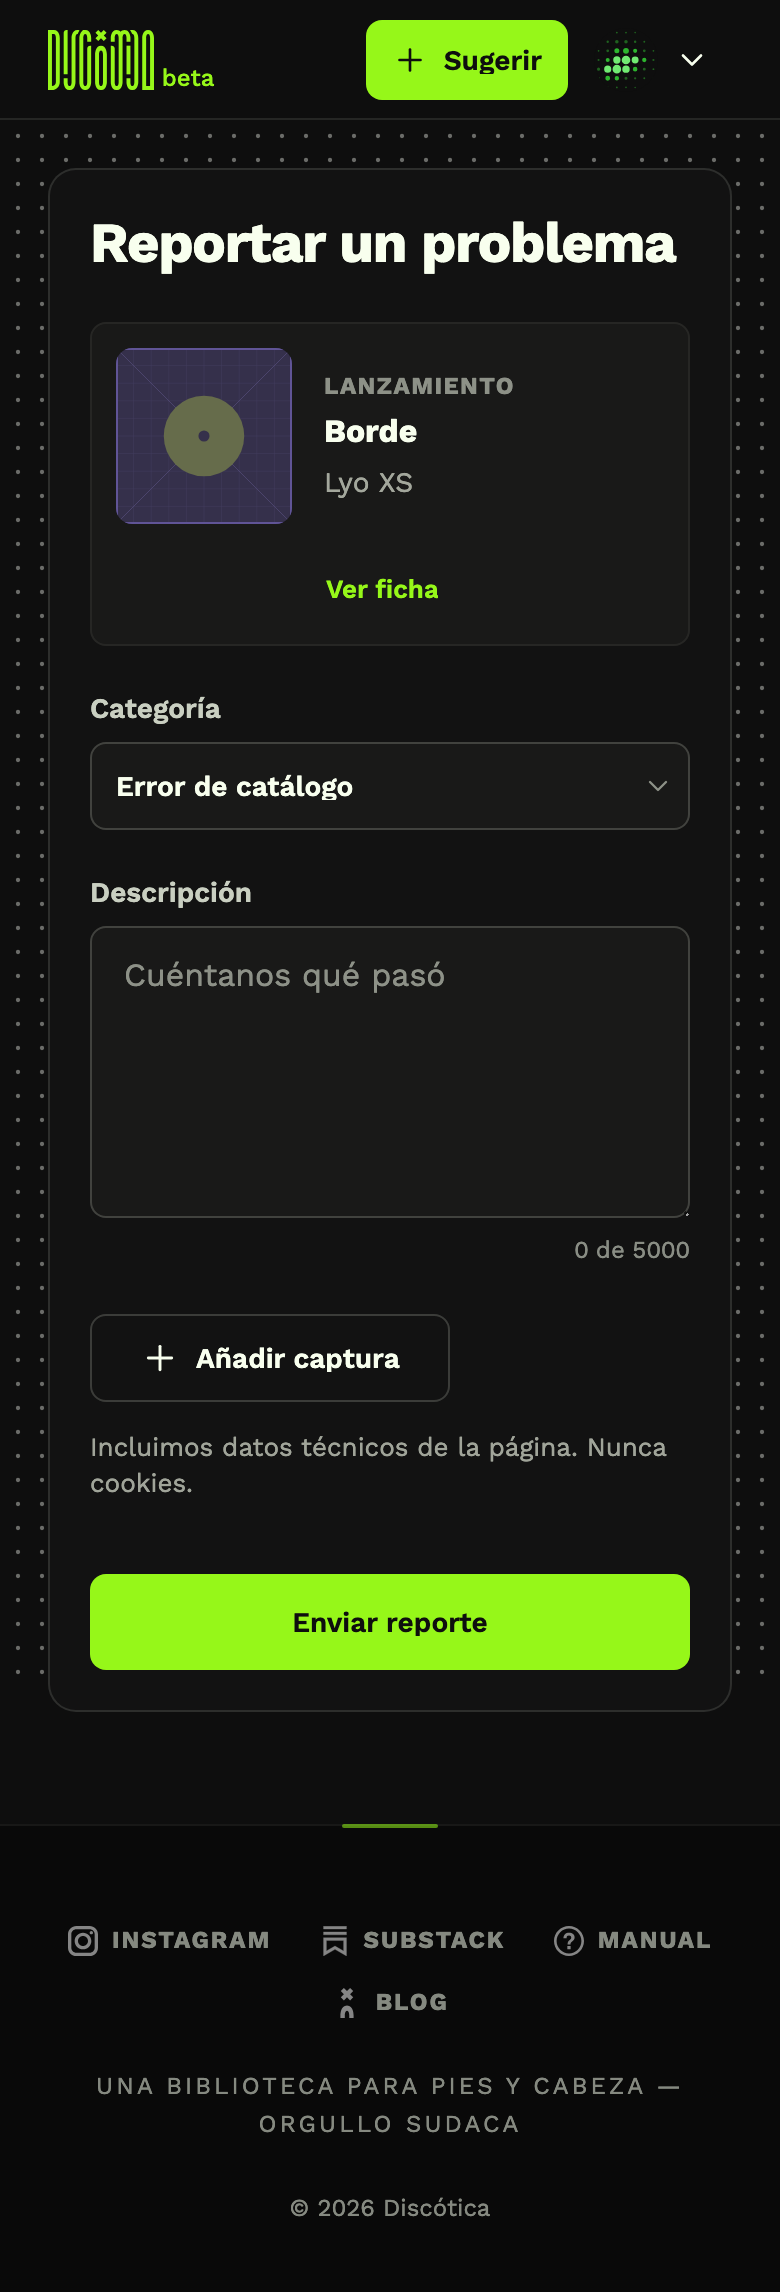 DISCÓTICA beta
Sugerir
Reportar un problema
LANZAMIENTO
Borde
Lyo XS
Ver ficha
Categoría
Error de catálogo
Descripción
Cuéntanos qué pasó
0 de 5000
Añadir captura
Incluimos datos técnicos de la página. Nunca
cookies.
Enviar reporte
INSTAGRAM
SUBSTACK
MANUAL
BLOG
UNA BIBLIOTECA PARA PIES Y CABEZA —
ORGULLO SUDACA
© 2026 Discótica